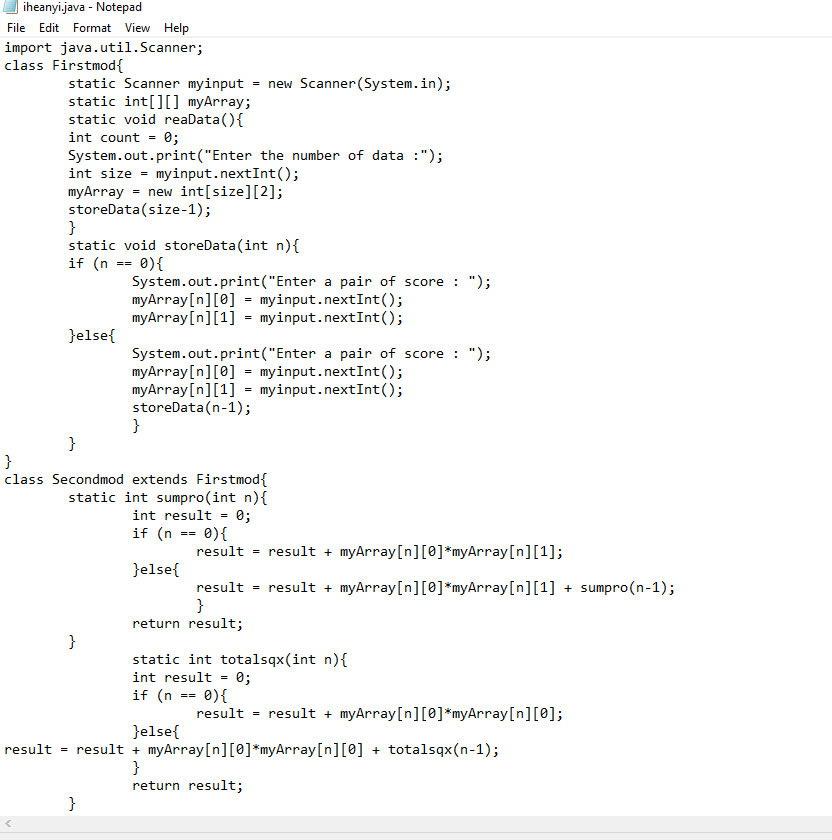 iheanyi.java - Notepad
File Edit Format View Help
import java.util.Scanner;
class Firstmod{
        static Scanner myinput = new Scanner(System.in);
        static int[][] myArray;
        static void reaData(){
        int count = 0;
        System.out.print("Enter the number of data :");
        int size = myinput.nextInt();
        myArray = new int[size][2];
        storeData(size-1);
        }
        static void storeData(int n){
        if (n == 0){
                System.out.print("Enter a pair of score : ");
                myArray[n][0] = myinput.nextInt();
                myArray[n][1] = myinput.nextInt();
        }else{
                System.out.print("Enter a pair of score : ");
                myArray[n][0] = myinput.nextInt();
                myArray[n][1] = myinput.nextInt();
                storeData(n-1);
                }
        }
}
class Secondmod extends Firstmod{
        static int sumpro(int n){
                int result = 0;
                if (n == 0){
                        result = result + myArray[n][0]*myArray[n][1];
                }else{
                        result = result + myArray[n][0]*myArray[n][1] + sumpro(n-1);
                        }
                return result;
        }
                static int totalsqx(int n){
                int result = 0;
                if (n == 0){
                        result = result + myArray[n][0]*myArray[n][0];
                }else{
result = result + myArray[n][0]*myArray[n][0] + totalsqx(n-1);
                }
                return result;
        }